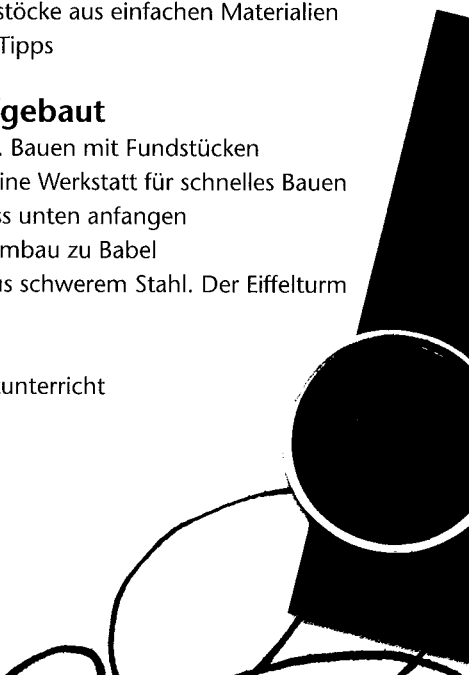 stöcke aus einfachen Materialien
Tipps
gebaut
. Bauen mit Fundstücken
ine Werkstatt für schnelles Bauen
ss unten anfangen
mbau zu Babel
us schwerem Stahl. Der Eiffelturm
unterricht